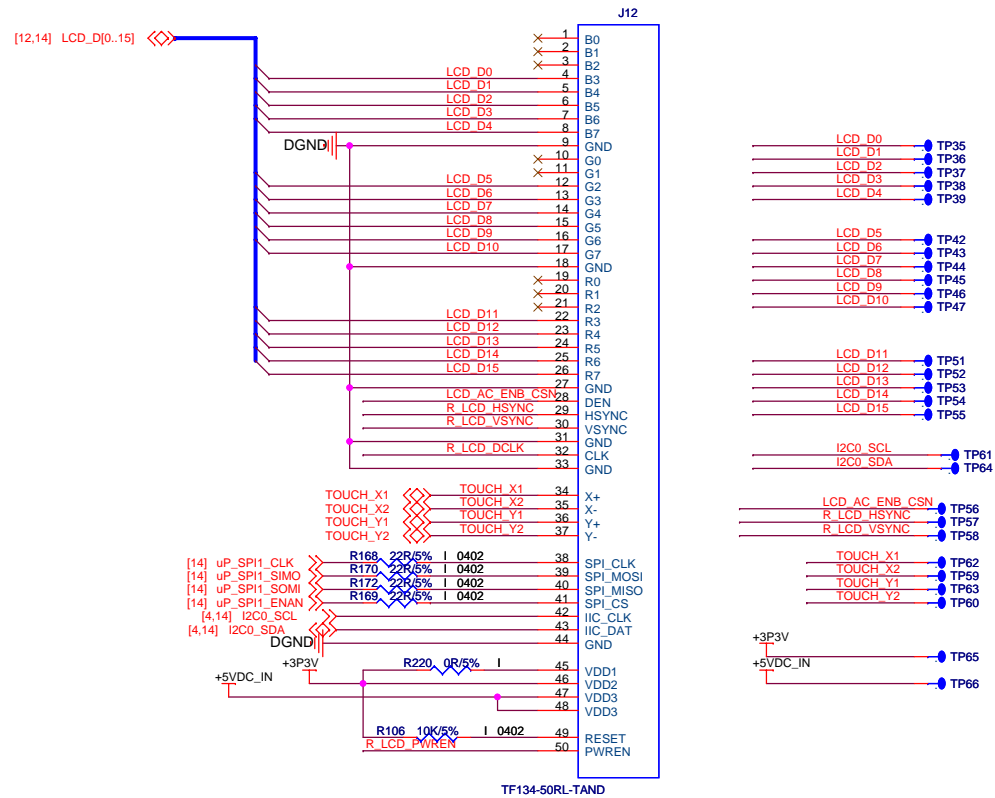 J12
[12,14] LCD_D[0..15]
1 B0
2 B1
3 B2
LCD_D0 4 B3
LCD_D1 5 B4
LCD_D2 6 B5
LCD_D3 7 B6
LCD_D4 8 B7
DGND 9 GND
10 G0
11 G1
LCD_D5 12 G2
LCD_D6 13 G3
LCD_D7 14 G4
LCD_D8 15 G5
LCD_D9 16 G6
LCD_D10 17 G7
18 GND
19 R0
20 R1
21 R2
LCD_D11 22 R3
LCD_D12 23 R4
LCD_D13 24 R5
LCD_D14 25 R6
LCD_D15 26 R7
27 GND
LCD_AC_ENB_CSN 28 DEN
R_LCD_HSYNC 29 HSYNC
R_LCD_VSYNC 30 VSYNC
31 GND
R_LCD_DCLK 32 CLK
33 GND
TOUCH_X1 TOUCH_X1 34 X+
TOUCH_X2 TOUCH_X2 35 X-
TOUCH_Y1 TOUCH_Y1 36 Y+
TOUCH_Y2 TOUCH_Y2 37 Y-
[14] uP_SPI1_CLK R168 22R/5% I 0402 38 SPI_CLK
[14] uP_SPI1_SIMO R170 22R/5% I 0402 39 SPI_MOSI
[14] uP_SPI1_SOMI R172 22R/5% I 0402 40 SPI_MISO
[14] uP_SPI1_ENAN R169 22R/5% I 0402 41 SPI_CS
[4,14] I2C0_SCL 42 IIC_CLK
[4,14] I2C0_SDA 43 IIC_DAT
DGND 44 GND
+3P3V R220 0R/5% I 45 VDD1
46 VDD2
+5VDC_IN 47 VDD3
48 VDD3
R106 10K/5% I 0402 49 RESET
R_LCD_PWREN 50 PWREN
TF134-50RL-TAND
LCD_D0 TP35
LCD_D1 TP36
LCD_D2 TP37
LCD_D3 TP38
LCD_D4 TP39
LCD_D5 TP42
LCD_D6 TP43
LCD_D7 TP44
LCD_D8 TP45
LCD_D9 TP46
LCD_D10 TP47
LCD_D11 TP51
LCD_D12 TP52
LCD_D13 TP53
LCD_D14 TP54
LCD_D15 TP55
I2C0_SCL TP61
I2C0_SDA TP64
LCD_AC_ENB_CSN TP56
R_LCD_HSYNC TP57
R_LCD_VSYNC TP58
TOUCH_X1 TP62
TOUCH_X2 TP59
TOUCH_Y1 TP63
TOUCH_Y2 TP60
+3P3V TP65
+5VDC_IN TP66